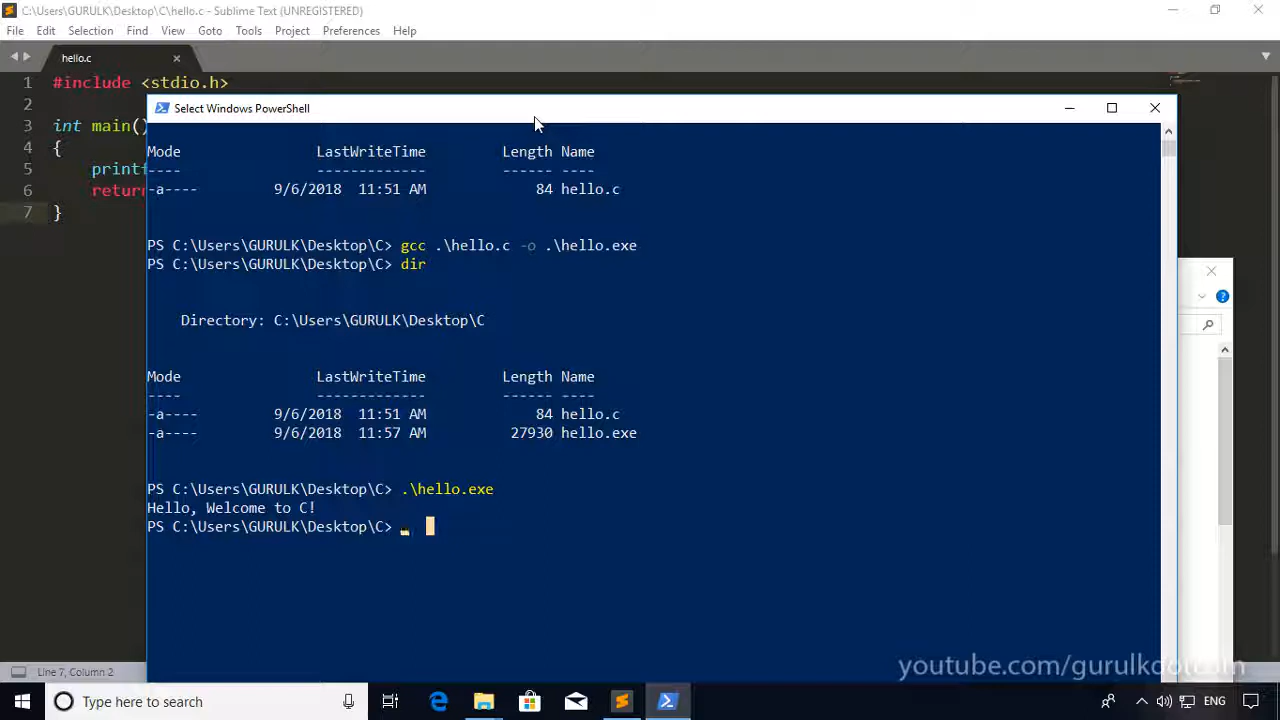 C:\Users\GURULK\Desktop\C\hello.c - Sublime Text (UNREGISTERED)
File Edit Selection Find View Goto Tools Project Preferences Help
hello.c
1 #include <stdio.h>
2
3 int main()
4 {
5 printf
6 return
7 }
Select Windows PowerShell
Mode LastWriteTime Length Name
---- ------------- ------ ----
-a---- 9/6/2018 11:51 AM 84 hello.c
PS C:\Users\GURULK\Desktop\C> gcc .\hello.c -o .\hello.exe
PS C:\Users\GURULK\Desktop\C> dir
Directory: C:\Users\GURULK\Desktop\C
Mode LastWriteTime Length Name
---- ------------- ------ ----
-a---- 9/6/2018 11:51 AM 84 hello.c
-a---- 9/6/2018 11:57 AM 27930 hello.exe
PS C:\Users\GURULK\Desktop\C> .\hello.exe
Hello, Welcome to C!
PS C:\Users\GURULK\Desktop\C>
Line 7, Column 2
Type here to search
ENG